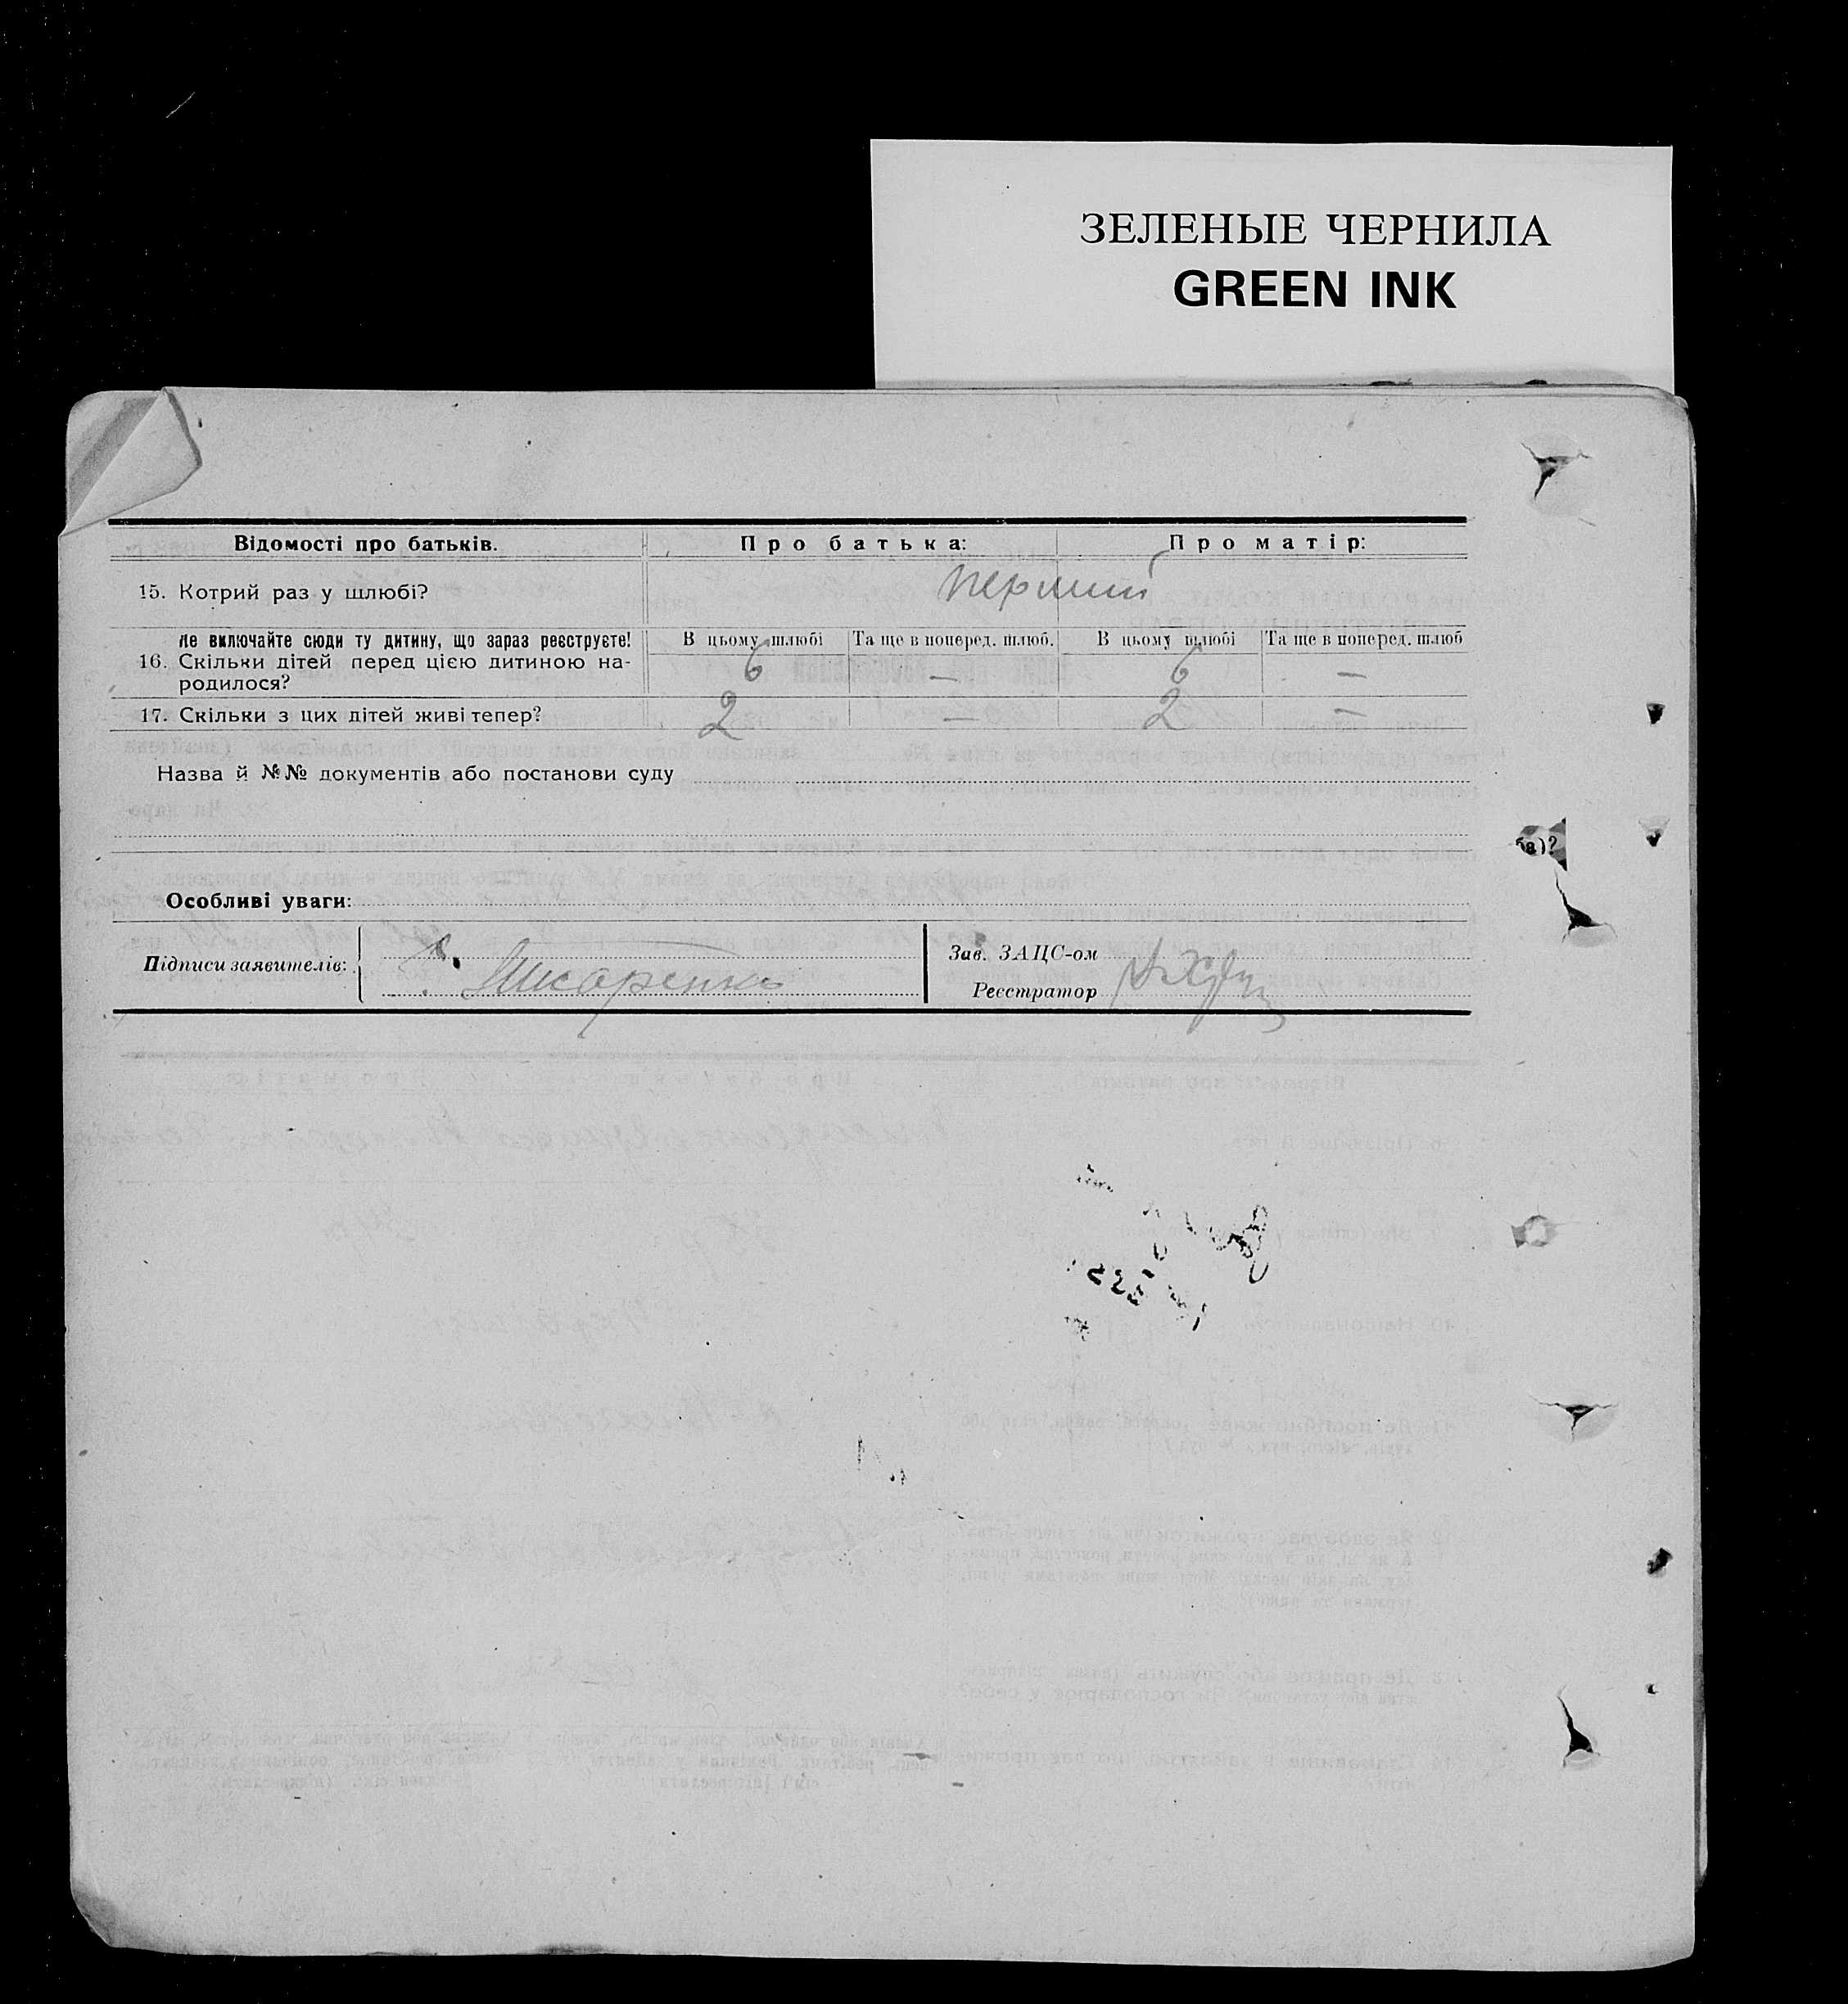 ЗЕЛЕНЫЕ ЧЕРНИЛА
GREEN INK
Відомості про батьків. Про батька: Про матір:
15. Котрий раз у шлюбі? перший
Не включайте сюди ту дитину, що зараз реєструєте! В цьому шлюбі Та ще в поперед. шлюб. В цьому шлюбі Та ще в поперед. шлюб
16. Скільки дітей перед цією дитиною на-
родилося? 6 — 6 —
17. Скільки з цих дітей живі тепер? 2 — 2 —
Назва й №№ документів або постанови суду
ба)?
Особливі уваги:
Підписи заявителів:
Зав. ЗАЦС-ом
Реєстратор